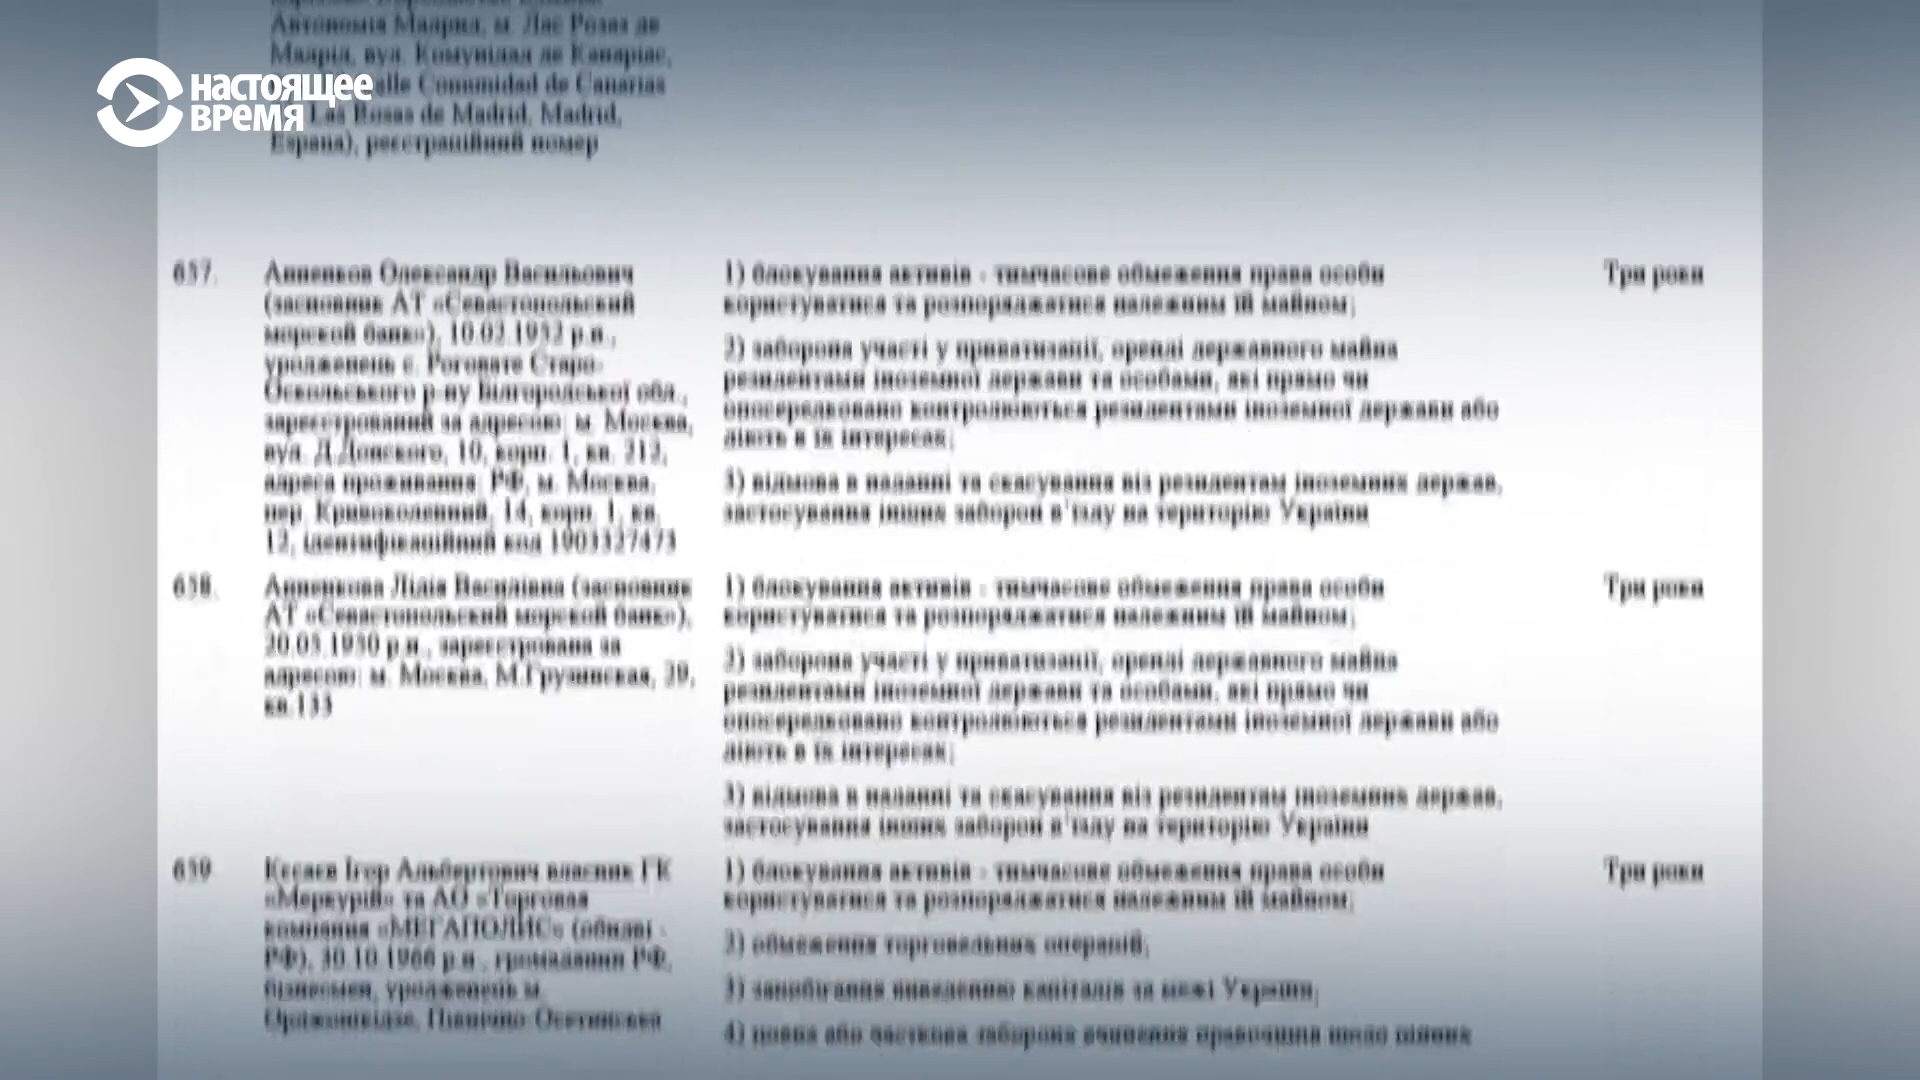 Автономія Мадрид, м. Лас Розаз де
Мадрід, вул. Комунідад де Канаріас,
НАСТОЯЩЕЕ
ВРЕМЯ
alle Comunidad de Canarias
Las Rosas de Madrid, Madrid,
Espana), реєстраційний номер
657.
Анненков Олександр Васильович
(засновник АТ «Севастопольский
морской банк»), 10.02.1952 р.н.,
уродженець с. Роговате Старо-
Оскольського р-ну Білгородської обл.,
зареєстрований за адресою: м. Москва,
вул. Д.Донского, 10, корп. 1, кв. 212,
адреса проживання: РФ, м. Москва,
пер. Кривоколенний, 14, корп. 1, кв.
12, ідентифікаційний код 1903327473
1) блокування активів - тимчасове обмеження права особи
користуватися та розпоряджатися належним їй майном;
2) заборона участі у приватизації, оренді державного майна
резидентами іноземної держави та особами, які прямо чи
опосередковано контролюються резидентами іноземної держави або
діють в їх інтересах;
3) відмова в наданні та скасування віз резидентам іноземних держав,
застосування інших заборон в'їзду на територію України
Три роки
658.
Анненкова Лілія Василівна (засновник
АТ «Севастопольский морской банк»),
20.05.1950 р.н., зареєстрована за
адресою: м. Москва, М.Грузинская, 29,
кв.133
1) блокування активів - тимчасове обмеження права особи
користуватися та розпоряджатися належним їй майном;
2) заборона участі у приватизації, оренді державного майна
резидентами іноземної держави та особами, які прямо чи
опосередковано контролюються резидентами іноземної держави або
діють в їх інтересах;
3) відмова в наданні та скасування віз резидентам іноземних держав,
застосування інших заборон в'їзду на територію України
Три роки
659
Кесаев Ігор Альбертович власник ГК
«Меркурій» та АО «Торговая
компания «МЕГАПОЛИС» (обидві -
РФ), 30.10.1966 р.н., громадянин РФ,
бізнесмен, уродженець м.
Орджонікідзе, Північно-Осетинська
1) блокування активів - тимчасове обмеження права особи
користуватися та розпоряджатися належним їй майном;
2) обмеження торговельних операцій;
3) запобігання виведенню капіталів за межі України;
4) повна або часткова заборона вчинення правочинів щодо цінних
Три роки